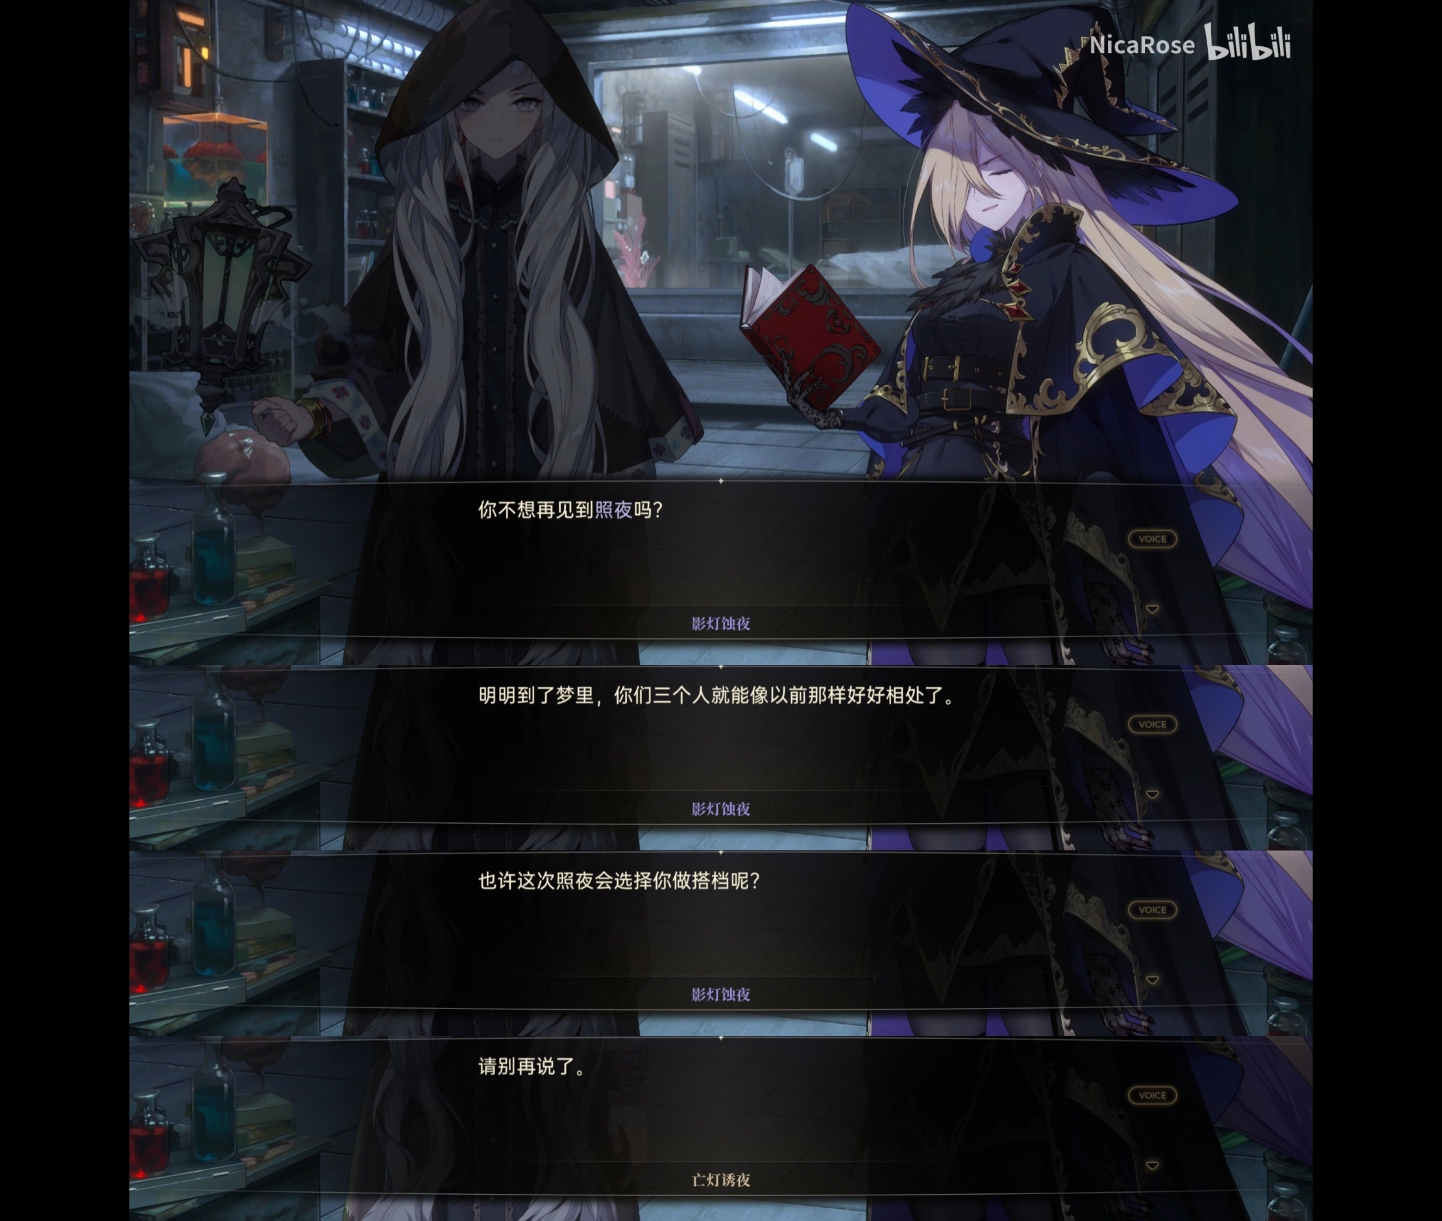 NicaRose bilibili
你不想再见到照夜吗？
VOICE
影灯蚀夜
明明到了梦里，你们三个人就能像以前那样好好相处了。
VOICE
影灯蚀夜
也许这次照夜会选择你做搭档呢？
VOICE
影灯蚀夜
请别再说了。
VOICE
亡灯诱夜